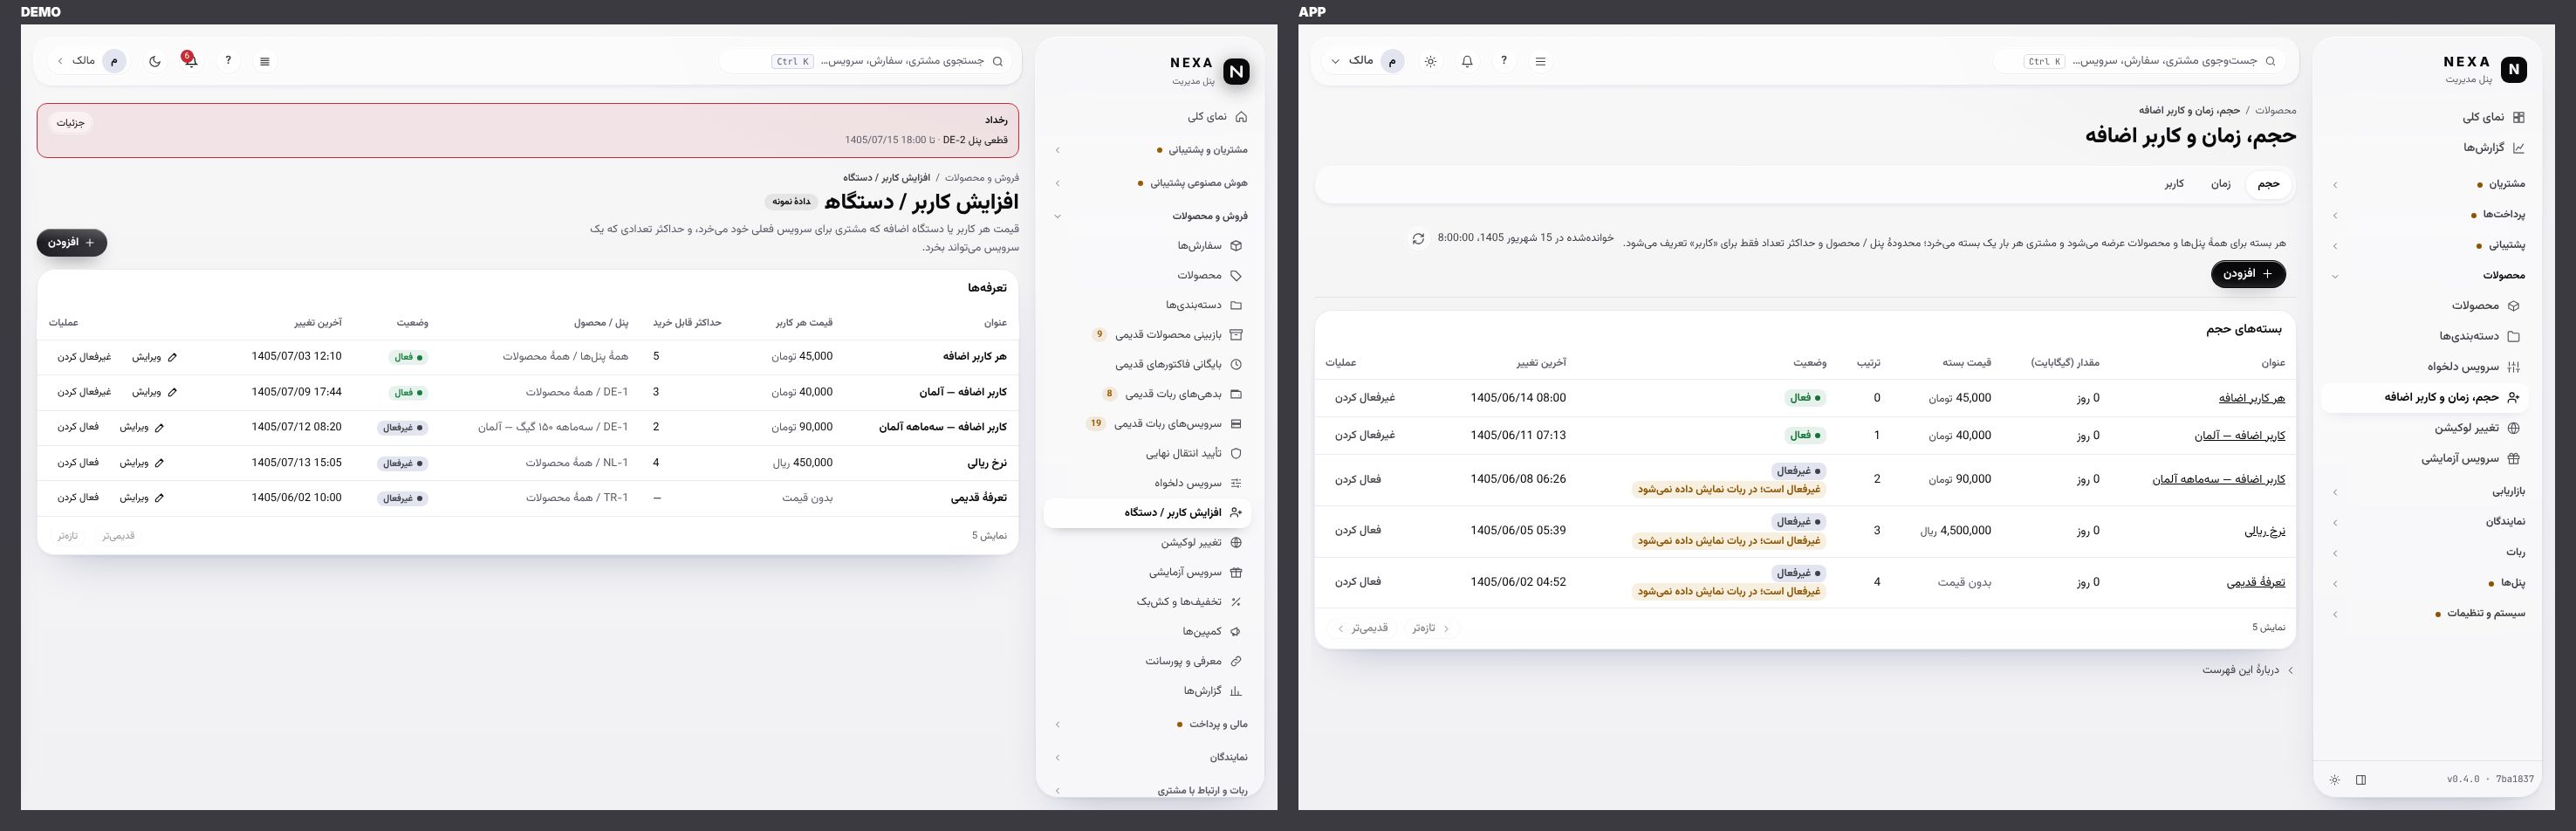 DEMO
NEXA
N
پنل مدیریت
نمای کلی
مشتریان و پشتیبانی
هوش مصنوعی پشتیبانی
فروش و محصولات
سفارش‌ها
محصولات
دسته‌بندی‌ها
بازبینی محصولات قدیمی 9
بایگانی فاکتورهای قدیمی
بدهی‌های ربات قدیمی 8
سرویس‌های ربات قدیمی 19
تأیید انتقال نهایی
سرویس دلخواه
افزایش کاربر / دستگاه
تغییر لوکیشن
سرویس آزمایشی
تخفیف‌ها و کش‌بک
کمپین‌ها
معرفی و پورسانت
گزارش‌ها
مالی و پرداخت
نمایندگان
ربات و ارتباط با مشتری
جستجوی مشتری، سفارش، سرویس... Ctrl K
? 6 م مالک
رخداد
جزئیات
قطعی پنل DE-2 · تا 18:00 1405/07/15
فروش و محصولات / افزایش کاربر / دستگاه
افزایش کاربر / دستگاه دادهٔ نمونه
قیمت هر کاربر یا دستگاه اضافه که مشتری برای سرویس فعلی خود می‌خرد، و حداکثر تعدادی که یک
سرویس می‌تواند بخرد.
+ افزودن
تعرفه‌ها
عنوان قیمت هر کاربر حداکثر قابل خرید پنل / محصول وضعیت آخرین تغییر عملیات
هر کاربر اضافه 45,000 تومان 5 همهٔ پنل‌ها / همهٔ محصولات فعال 1405/07/03 12:10 ویرایش غیرفعال کردن
کاربر اضافه — آلمان 40,000 تومان 3 DE-1 / همهٔ محصولات فعال 1405/07/09 17:44 ویرایش غیرفعال کردن
کاربر اضافه — سه‌ماهه آلمان 90,000 تومان 2 DE-1 / سه‌ماهه ۱۵۰ گیگ — آلمان غیرفعال 1405/07/12 08:20 ویرایش فعال کردن
نرخ ریالی 450,000 ریال 4 NL-1 / همهٔ محصولات غیرفعال 1405/07/13 15:05 ویرایش فعال کردن
تعرفهٔ قدیمی بدون قیمت — TR-1 / همهٔ محصولات غیرفعال 1405/06/02 10:00 ویرایش فعال کردن
نمایش 5
قدیمی‌تر تازه‌تر
APP
NEXA
N
پنل مدیریت
نمای کلی
گزارش‌ها
مشتریان
پرداخت‌ها
پشتیبانی
محصولات
محصولات
دسته‌بندی‌ها
سرویس دلخواه
حجم، زمان و کاربر اضافه
تغییر لوکیشن
سرویس آزمایشی
بازاریابی
نمایندگان
ربات
پنل‌ها
سیستم و تنظیمات
v0.4.0 · 7ba1837
جست‌وجوی مشتری، سفارش، سرویس... Ctrl K
? م مالک
محصولات / حجم، زمان و کاربر اضافه
حجم، زمان و کاربر اضافه
حجم زمان کاربر
هر بسته برای همهٔ پنل‌ها و محصولات عرضه می‌شود و مشتری هر بار یک بسته می‌خرد؛ محدودهٔ پنل / محصول و حداکثر تعداد فقط برای «کاربر» تعریف می‌شود.
خوانده‌شده در 15 شهریور 1405، 8:00:00
+ افزودن
بسته‌های حجم
عنوان مقدار (گیگابایت) قیمت بسته ترتیب وضعیت آخرین تغییر عملیات
هر کاربر اضافه 0 روز 45,000 تومان 0 فعال 1405/06/14 08:00 غیرفعال کردن
کاربر اضافه — آلمان 0 روز 40,000 تومان 1 فعال 1405/06/11 07:13 غیرفعال کردن
کاربر اضافه — سه‌ماهه آلمان 0 روز 90,000 تومان 2 غیرفعال 1405/06/08 06:26 فعال کردن
غیرفعال است؛ در ربات نمایش داده نمی‌شود
نرخ ریالی 0 روز 4,500,000 ریال 3 غیرفعال 1405/06/05 05:39 فعال کردن
غیرفعال است؛ در ربات نمایش داده نمی‌شود
تعرفهٔ قدیمی 0 روز بدون قیمت 4 غیرفعال 1405/06/02 04:52 فعال کردن
غیرفعال است؛ در ربات نمایش داده نمی‌شود
نمایش 5
تازه‌تر قدیمی‌تر
دربارهٔ این فهرست